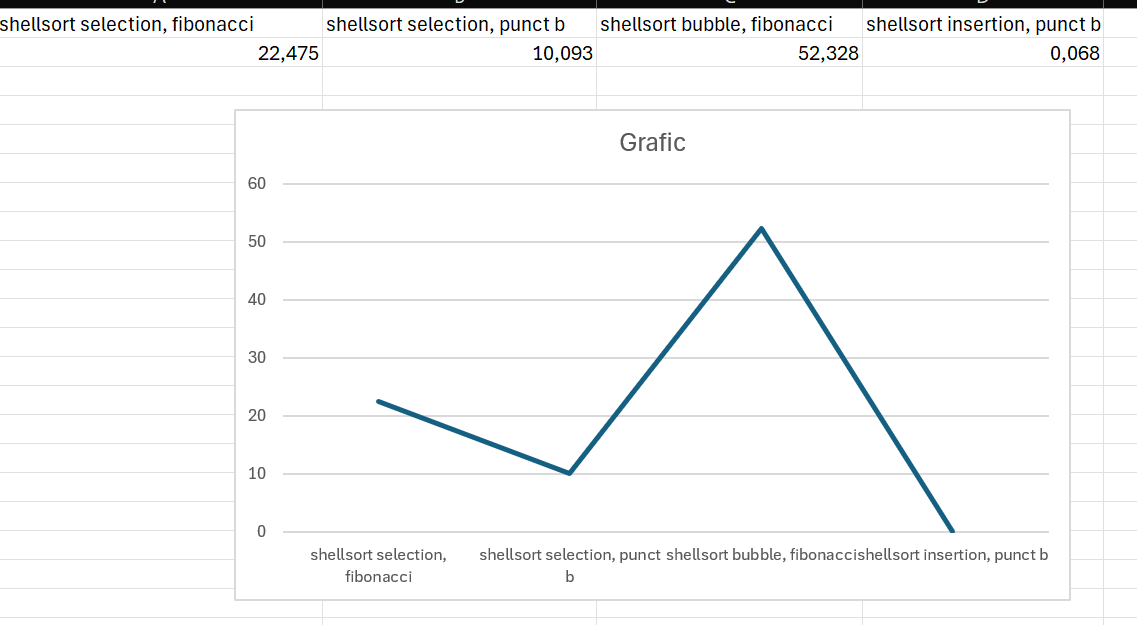 shellsort selection, fibonacci shellsort selection, punct b shellsort bubble, fibonacci shellsort insertion, punct b
22,475 10,093 52,328 0,068
Grafic
60
50
40
30
20
10
0
shellsort selection, fibonacci
shellsort selection, punct b
shellsort bubble, fibonacci
shellsort insertion, punct b